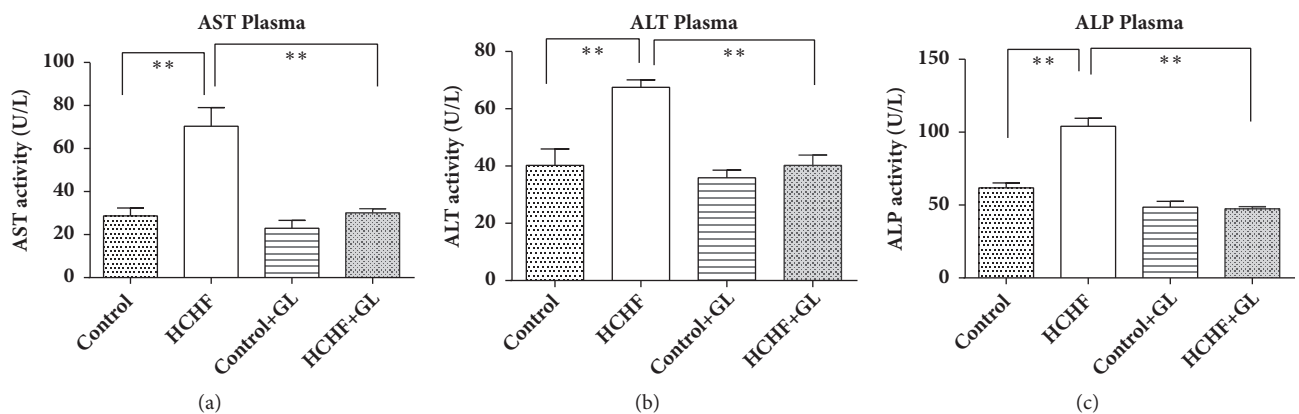 AST Plasma
**
**
AST activity (U/L)
100
80
60
40
20
0
Control
HCHF
Control+GL
HCHF+GL
(a)
ALT Plasma
**
**
ALT activity (U/L)
80
60
40
20
0
Control
HCHF
Control+GL
HCHF+GL
(b)
ALP Plasma
**
**
ALP activity (U/L)
150
100
50
0
Control
HCHF
Control+GL
HCHF+GL
(c)